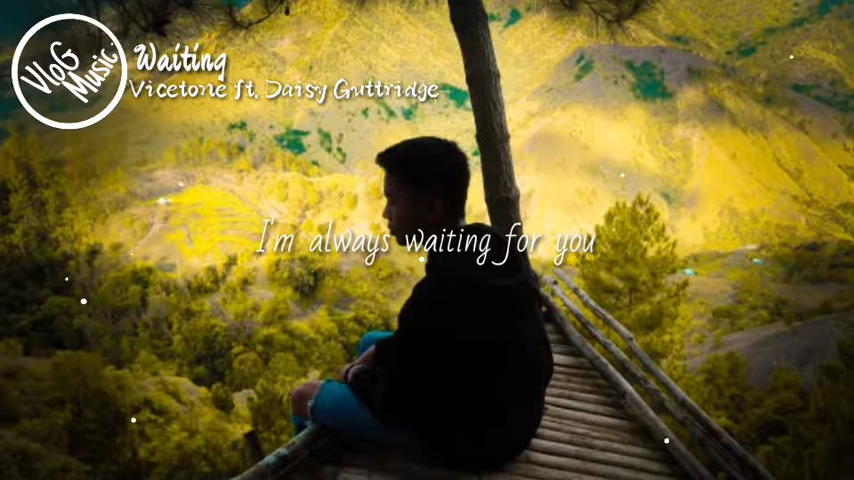 VloG
Music
Waiting
Vicetone ft. Daisy Guttridge
I'm always waiting for you